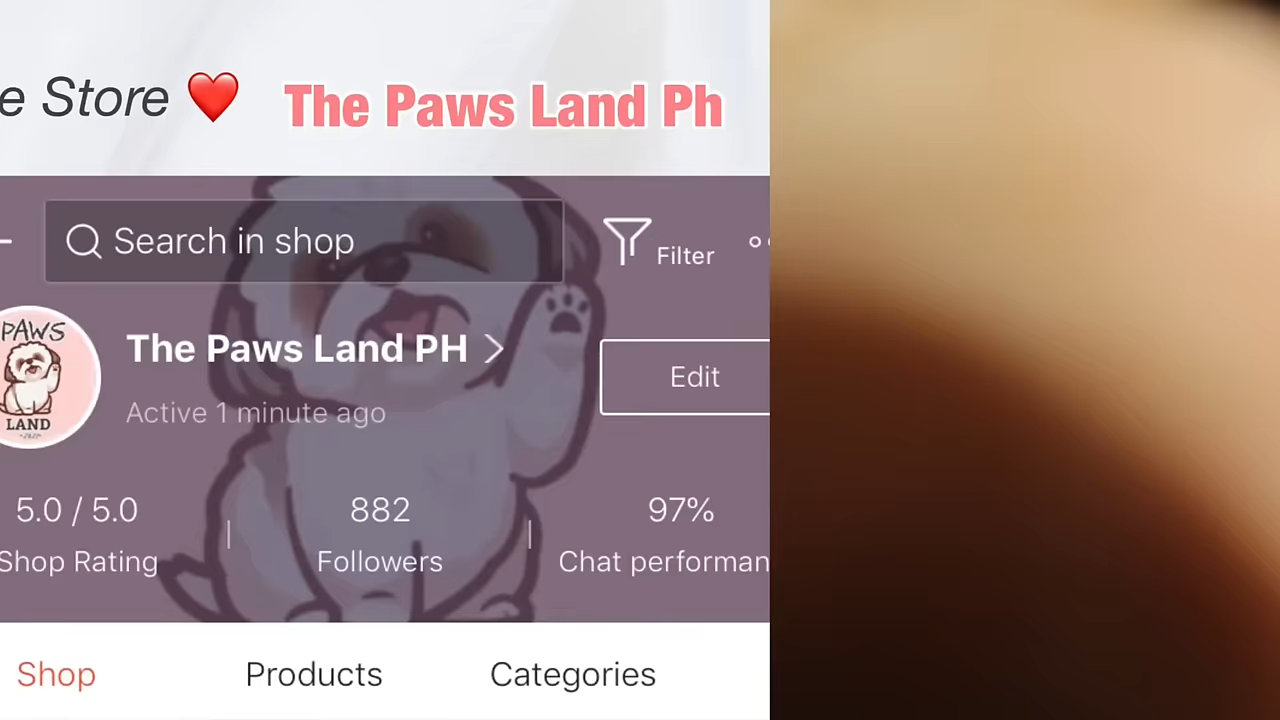 e Store ❤️ The Paws Land Ph
Search in shop
Filter
PAWS
LAND
The Paws Land PH
Active 1 minute ago
Edit
5.0 / 5.0
882
97%
Shop Rating
Followers
Chat performan
Shop
Products
Categories